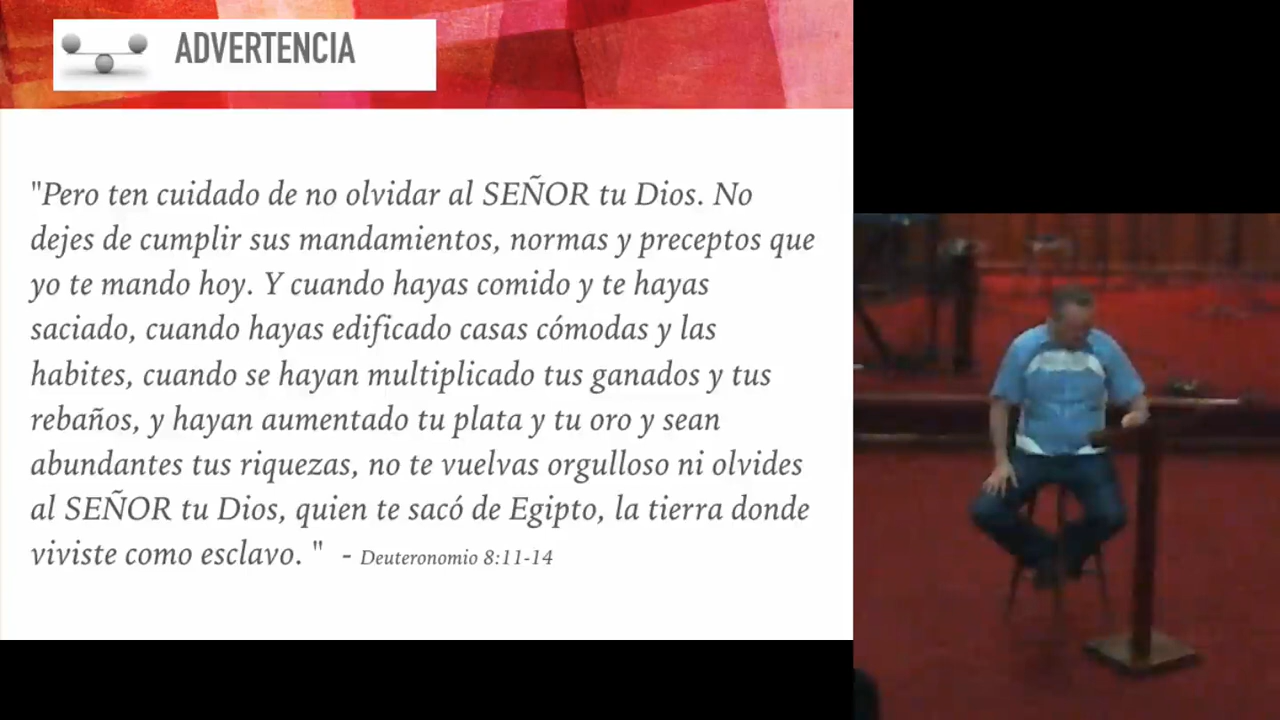 ADVERTENCIA
"Pero ten cuidado de no olvidar al SEÑOR tu Dios. No
dejes de cumplir sus mandamientos, normas y preceptos que
yo te mando hoy. Y cuando hayas comido y te hayas
saciado, cuando hayas edificado casas cómodas y las
habites, cuando se hayan multiplicado tus ganados y tus
rebaños, y hayan aumentado tu plata y tu oro y sean
abundantes tus riquezas, no te vuelvas orgulloso ni olvides
al SEÑOR tu Dios, quien te sacó de Egipto, la tierra donde
viviste como esclavo. " - Deuteronomio 8:11-14